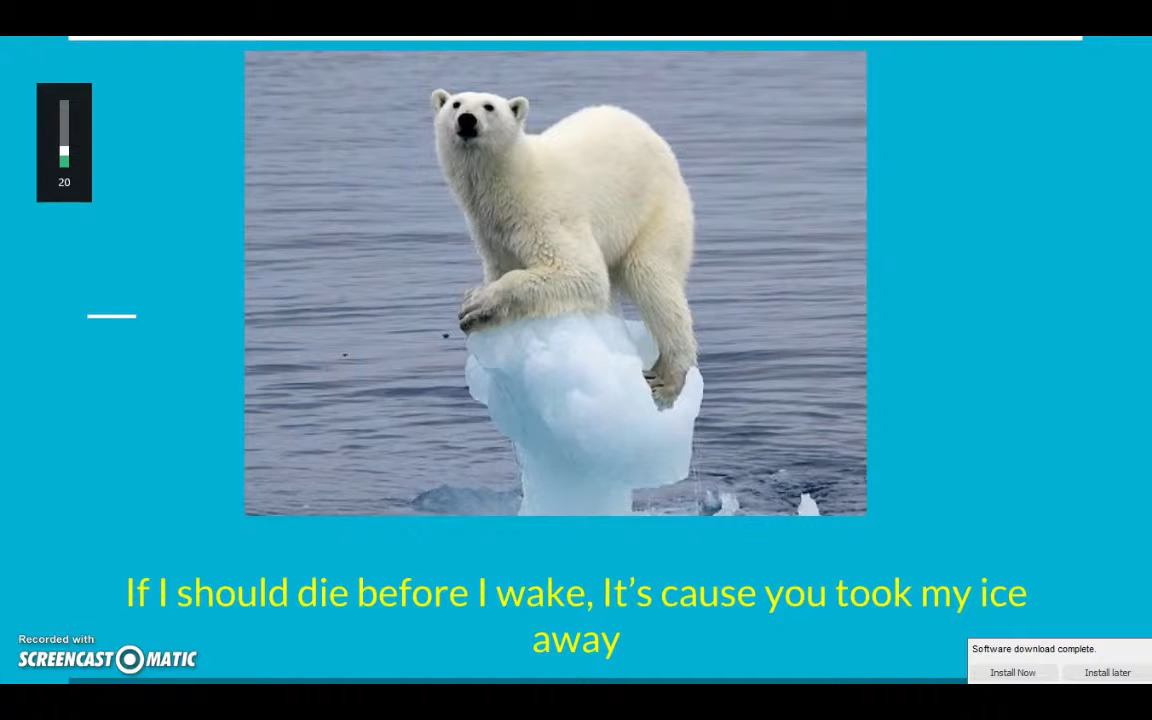 20
If I should die before I wake, It's cause you took my ice
away
Recorded with
SCREENCAST O MATIC
Software download complete.
Install Now
Install later